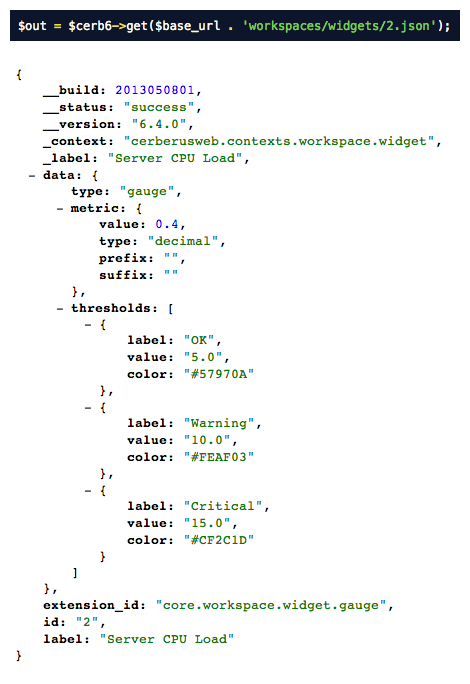 $out = $cerb6->get($base_url . 'workspaces/widgets/2.json');
{
__build: 2013050801,
__status: "success",
__version: "6.4.0",
_context: "cerberusweb.contexts.workspace.widget",
_label: "Server CPU Load",
- data: {
type: "gauge",
- metric: {
value: 0.4,
type: "decimal",
prefix: "",
suffix: ""
},
- thresholds: [
- {
label: "OK",
value: "5.0",
color: "#57970A"
},
- {
label: "Warning",
value: "10.0",
color: "#FEAF03"
},
- {
label: "Critical",
value: "15.0",
color: "#CF2C1D"
}
]
},
extension_id: "core.workspace.widget.gauge",
id: "2",
label: "Server CPU Load"
}